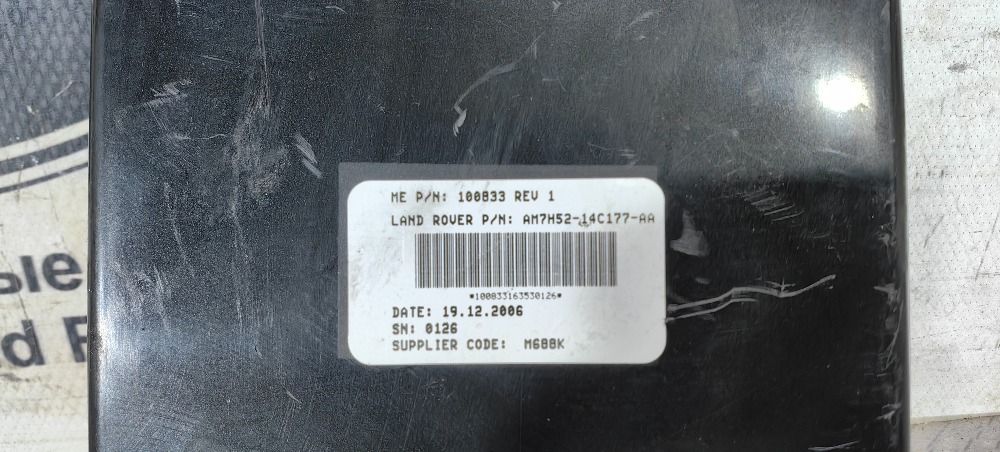 ME P/N: 100833 REV 1
LAND ROVER P/N: AM7H52-14C177-AA
*100833163530126*
DATE: 19.12.2006
SN: 0126
SUPPLIER CODE: M688K
ые
d F